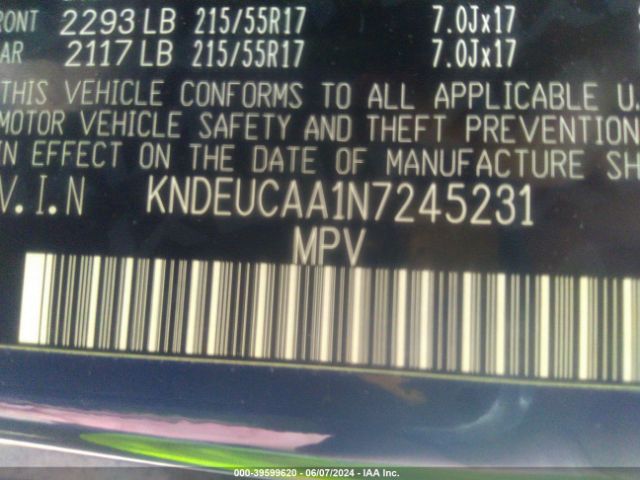 FRONT 2293 LB 215/55R17 7.0Jx17
AR 2117 LB 215/55R17 7.0Jx17
THIS VEHICLE CONFORMS TO ALL APPLICABLE U
MOTOR VEHICLE SAFETY AND THEFT PREVENTION
IN EFFECT ON THE DATE OF MANUFACTURE SH
V.I.N KNDEUCAA1N7245231
MPV
000-39599620 - 06/07/2024 - IAA Inc.